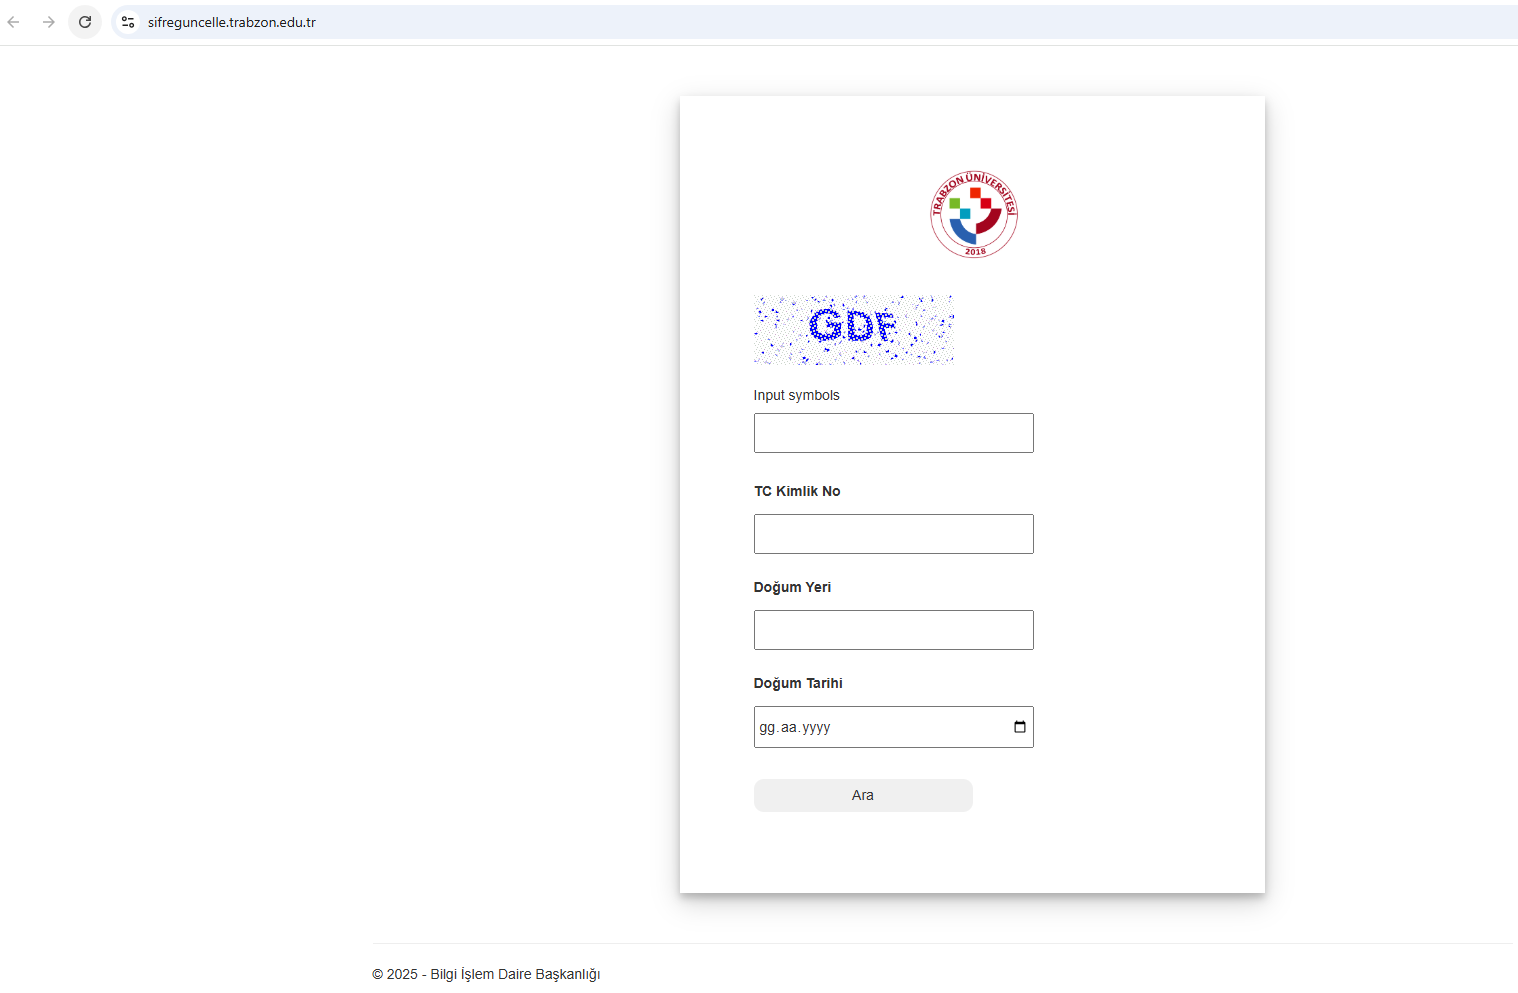 sifreguncelle.trabzon.edu.tr
TRABZON ÜNİVERSİTESİ
2018
GDF
Input symbols
TC Kimlik No
Doğum Yeri
Doğum Tarihi
gg.aa.yyyy
Ara
© 2025 - Bilgi İşlem Daire Başkanlığı